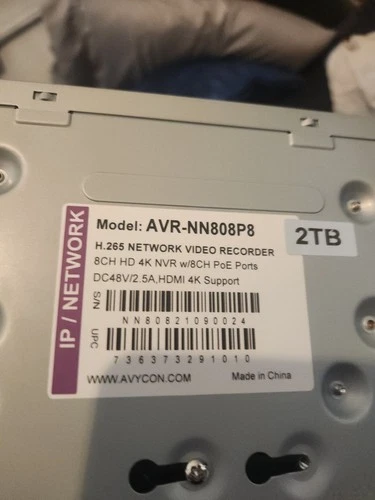 Model: AVR-NN808P8
2TB
H.265 NETWORK VIDEO RECORDER
8CH HD 4K NVR w/8CH PoE Ports
DC48V/2.5A,HDMI 4K Support
S/N
NN80821090024
UPC
736373291010
WWW.AVYCON.COM
Made in China
IP / NETWORK